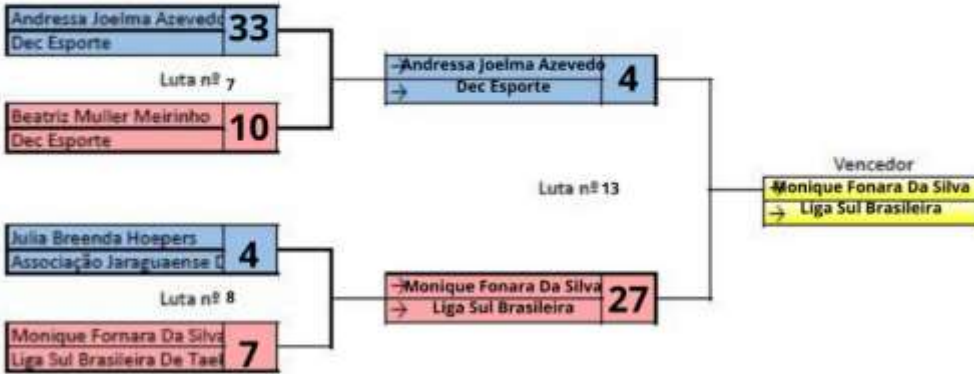 Andressa Joelma Azevedo 33
Dec Esporte
Luta nº 7
Beatriz Muller Meirinho 10
Dec Esporte
Julia Breenda Hoepers 4
Associação Jaraguaense D
Luta nº 8
Monique Fornara Da Silva 7
Liga Sul Brasileira De Taek
→Andressa Joelma Azevedo 4
→ Dec Esporte
Luta nº 13
→Monique Fonara Da Silva 27
→ Liga Sul Brasileira
Vencedor
→Monique Fonara Da Silva
→ Liga Sul Brasileira